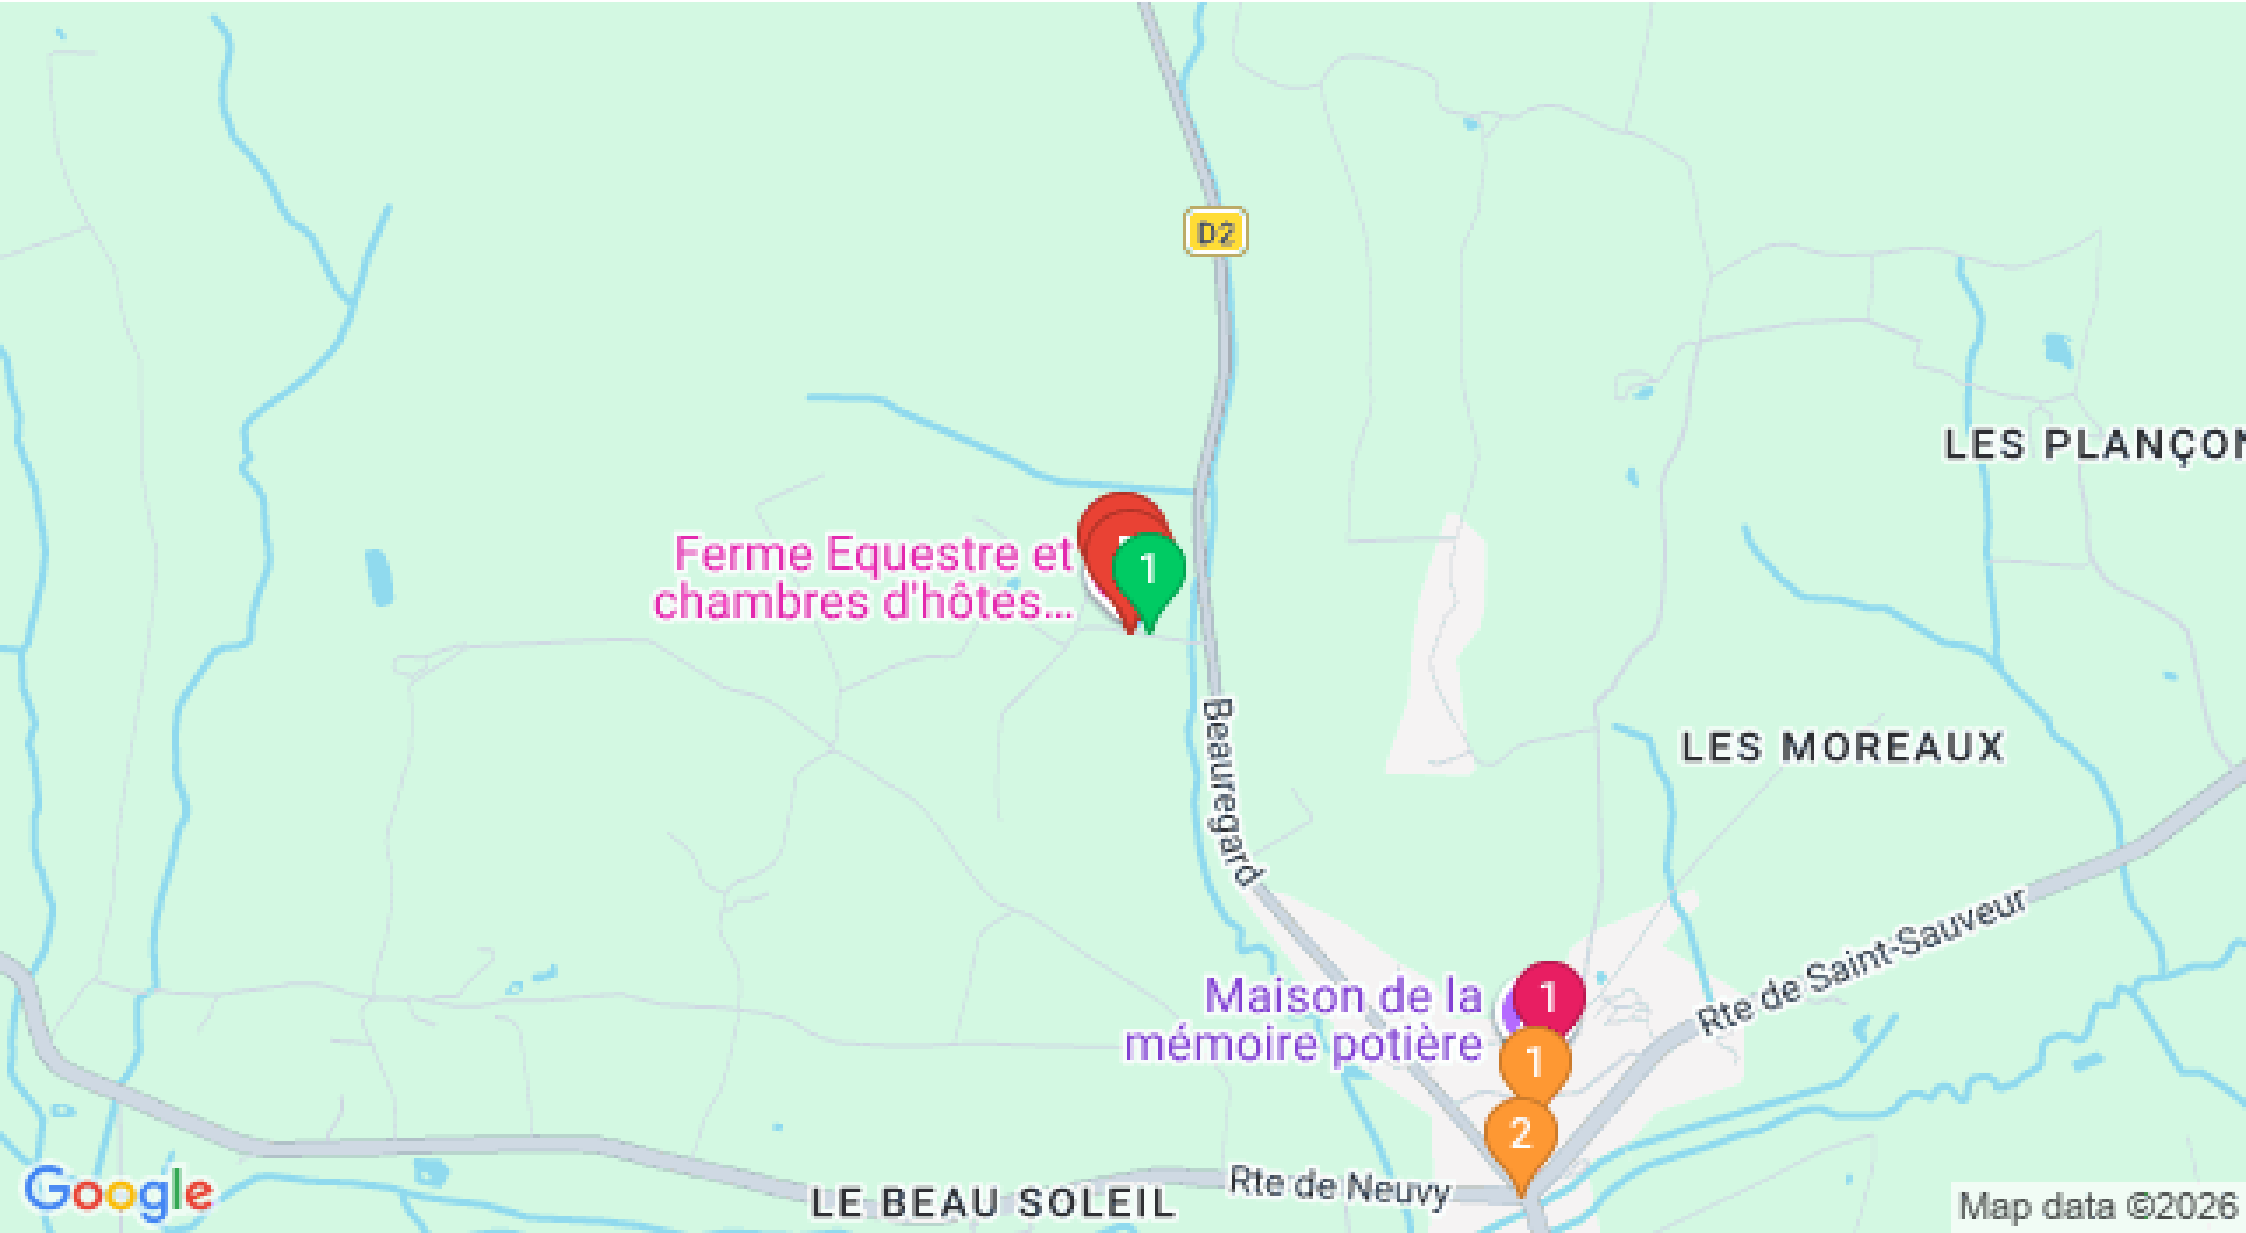 D2
LES PLANÇON
Ferme Equestre et
chambres d'hôtes...
1
Beauregard
LES MOREAUX
Rte de Saint-Sauveur
Maison de la
mémoire potière
1
1
2
Rte de Neuvy
LE BEAU SOLEIL
Google
Map data ©2026